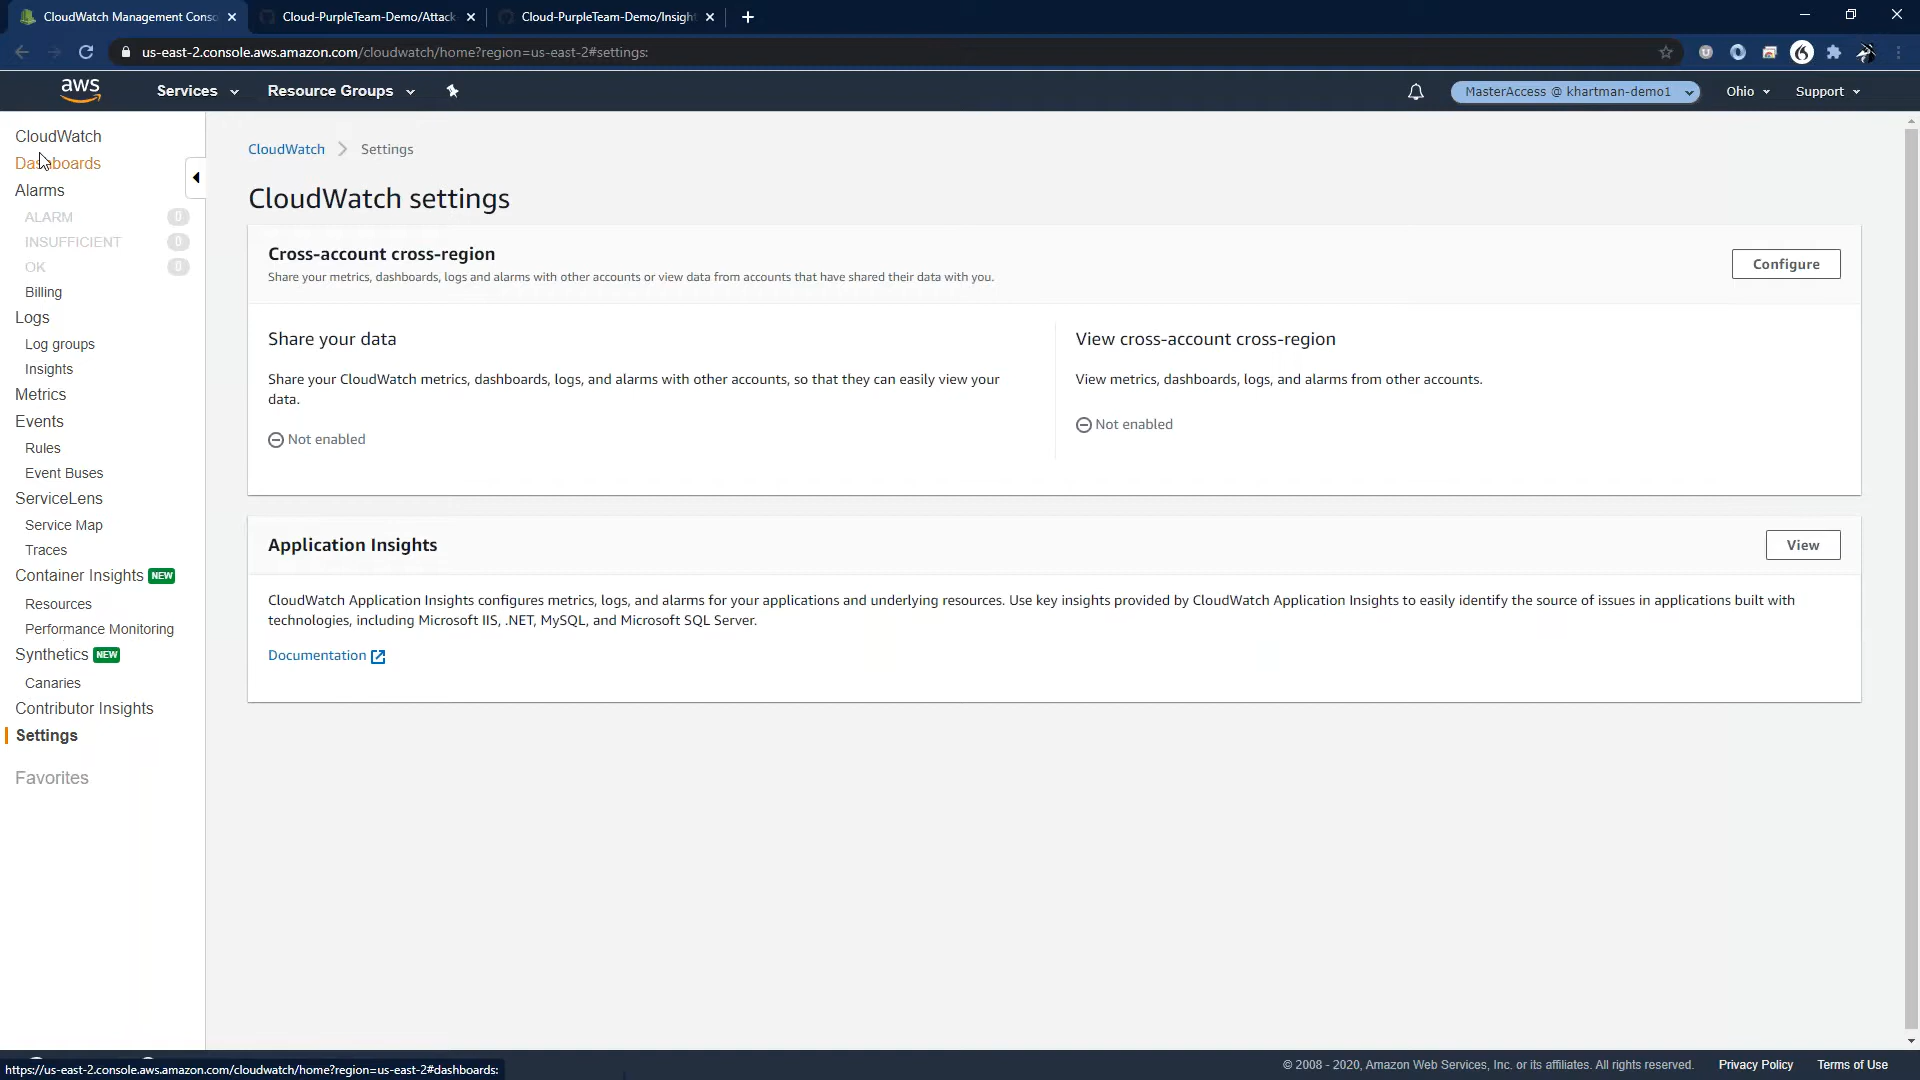 CloudWatch Management Conso
Cloud-PurpleTeam-Demo/Attack-
Cloud-PurpleTeam-Demo/Insight
us-east-2.console.aws.amazon.com/cloudwatch/home?region=us-east-2#settings:
aws
Services
Resource Groups
MasterAccess @ khartman-demo1
Ohio
Support
CloudWatch
Dashboards
Alarms
ALARM 0
INSUFFICIENT 0
OK 0
Billing
Logs
Log groups
Insights
Metrics
Events
Rules
Event Buses
ServiceLens
Service Map
Traces
Container Insights NEW
Resources
Performance Monitoring
Synthetics NEW
Canaries
Contributor Insights
Settings
Favorites
CloudWatch > Settings
CloudWatch settings
Cross-account cross-region
Share your metrics, dashboards, logs and alarms with other accounts or view data from accounts that have shared their data with you.
Configure
Share your data
Share your CloudWatch metrics, dashboards, logs, and alarms with other accounts, so that they can easily view your
data.
Not enabled
View cross-account cross-region
View metrics, dashboards, logs, and alarms from other accounts.
Not enabled
Application Insights
View
CloudWatch Application Insights configures metrics, logs, and alarms for your applications and underlying resources. Use key insights provided by CloudWatch Application Insights to easily identify the source of issues in applications built with
technologies, including Microsoft IIS, .NET, MySQL, and Microsoft SQL Server.
Documentation
https://us-east-2.console.aws.amazon.com/cloudwatch/home?region=us-east-2#dashboards:
© 2008 - 2020, Amazon Web Services, Inc. or its affiliates. All rights reserved.
Privacy Policy
Terms of Use